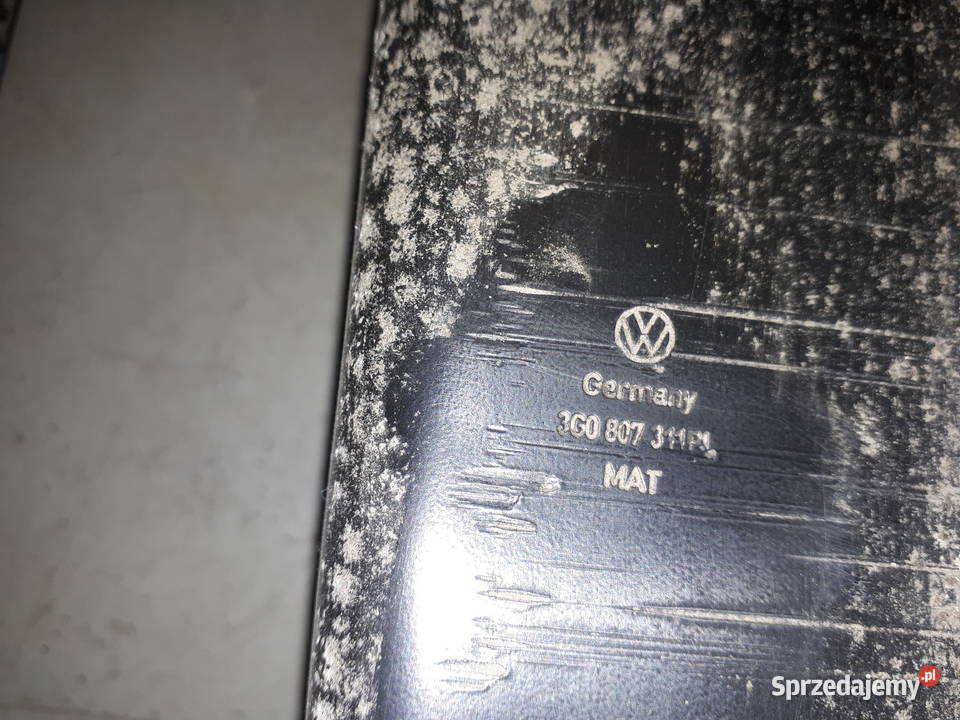 Germany
3G0 807 311
MAT
Sprzedajemy.pl